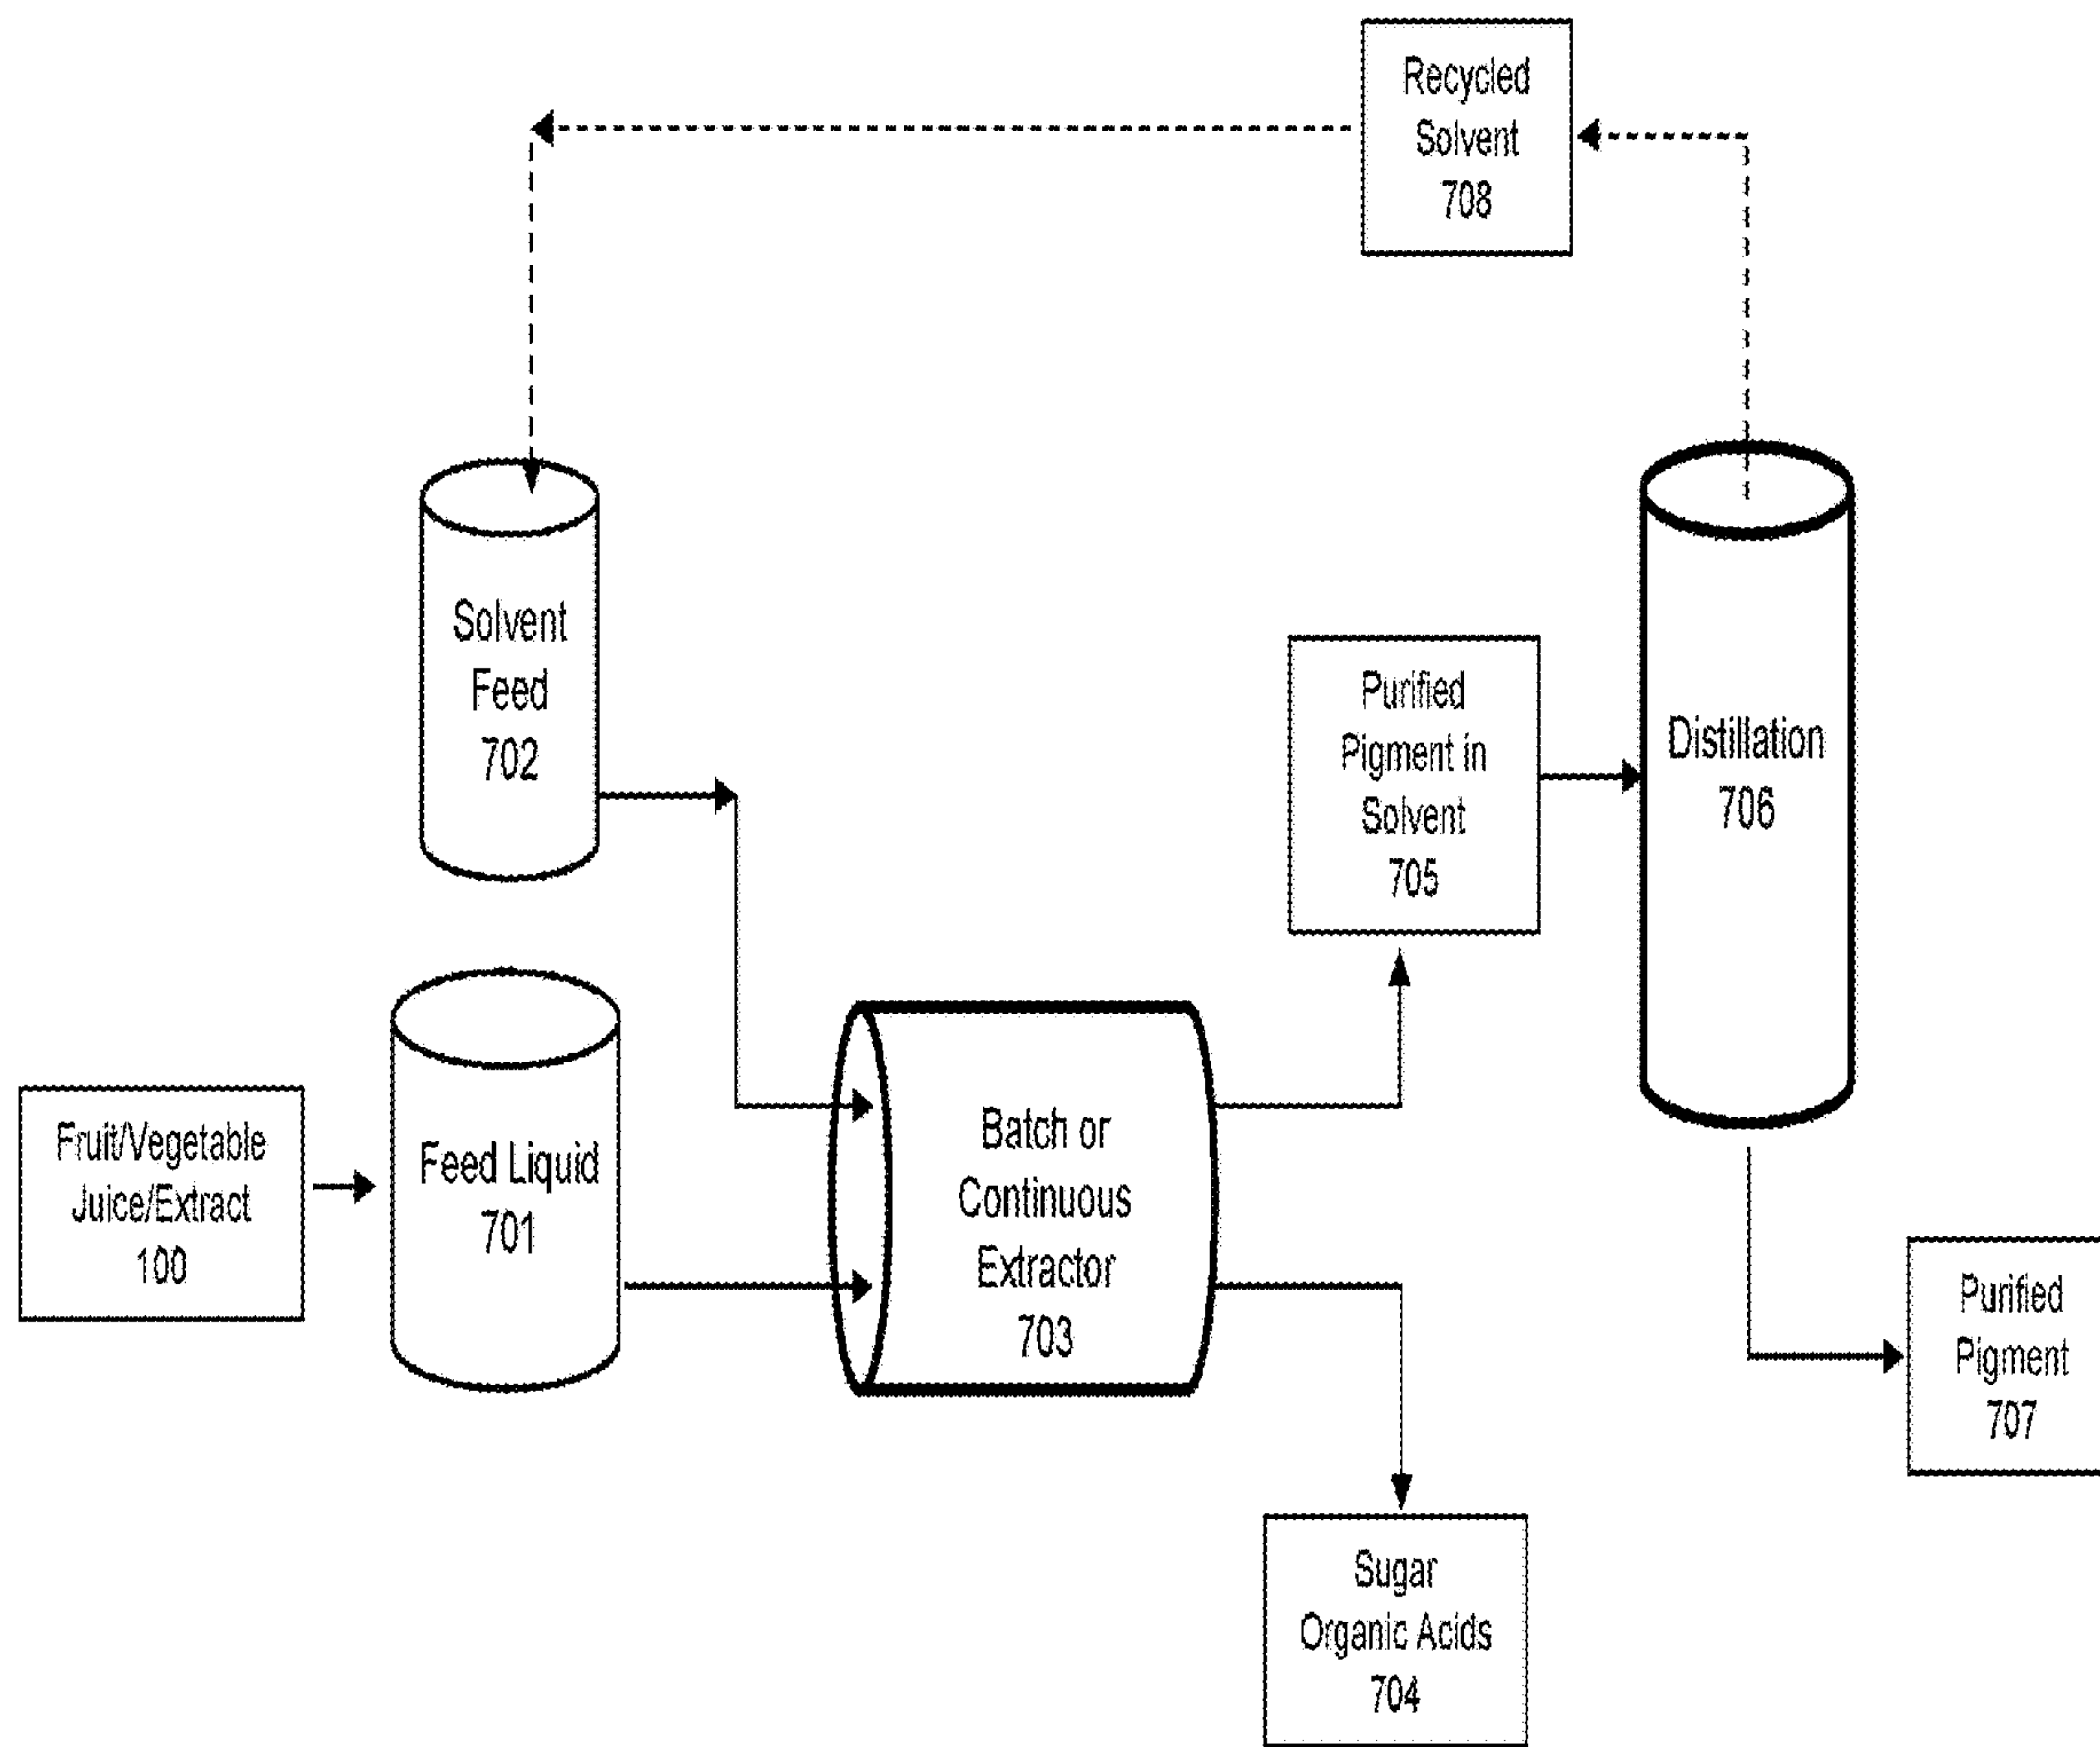 Recycled
Solvent
708
Solvent
Feed
702
Purified
Pigment in
Solvent
705
Distillation
706
Fruit/Vegetable
Juice/Extract
100
Feed Liquid
701
Batch or
Continuous
Extractor
703
Purified
Pigment
707
Sugar
Organic Acids
704